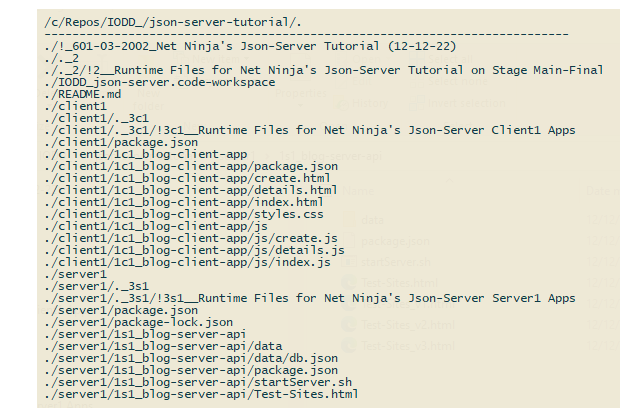 /c/Repos/IODD_/json-server-tutorial/.
------------------------------------------------------------------------
./!_601-03-2002_Net Ninja's Json-Server Tutorial (12-12-22)
./._2
./._2/!2__Runtime Files for Net Ninja's Json-Server Tutorial on Stage Main-Final
./IODD_json-server.code-workspace
./README.md
./client1
./client1/._3c1
./client1/._3c1/!3c1__Runtime Files for Net Ninja's Json-Server Client1 Apps
./client1/package.json
./client1/1c1_blog-client-app
./client1/1c1_blog-client-app/package.json
./client1/1c1_blog-client-app/create.html
./client1/1c1_blog-client-app/details.html
./client1/1c1_blog-client-app/index.html
./client1/1c1_blog-client-app/styles.css
./client1/1c1_blog-client-app/js
./client1/1c1_blog-client-app/js/create.js
./client1/1c1_blog-client-app/js/details.js
./client1/1c1_blog-client-app/js/index.js
./server1
./server1/._3s1
./server1/._3s1/!3s1__Runtime Files for Net Ninja's Json-Server Server1 Apps
./server1/package.json
./server1/package-lock.json
./server1/1s1_blog-server-api
./server1/1s1_blog-server-api/data
./server1/1s1_blog-server-api/data/db.json
./server1/1s1_blog-server-api/package.json
./server1/1s1_blog-server-api/startServer.sh
./server1/1s1_blog-server-api/Test-Sites.html